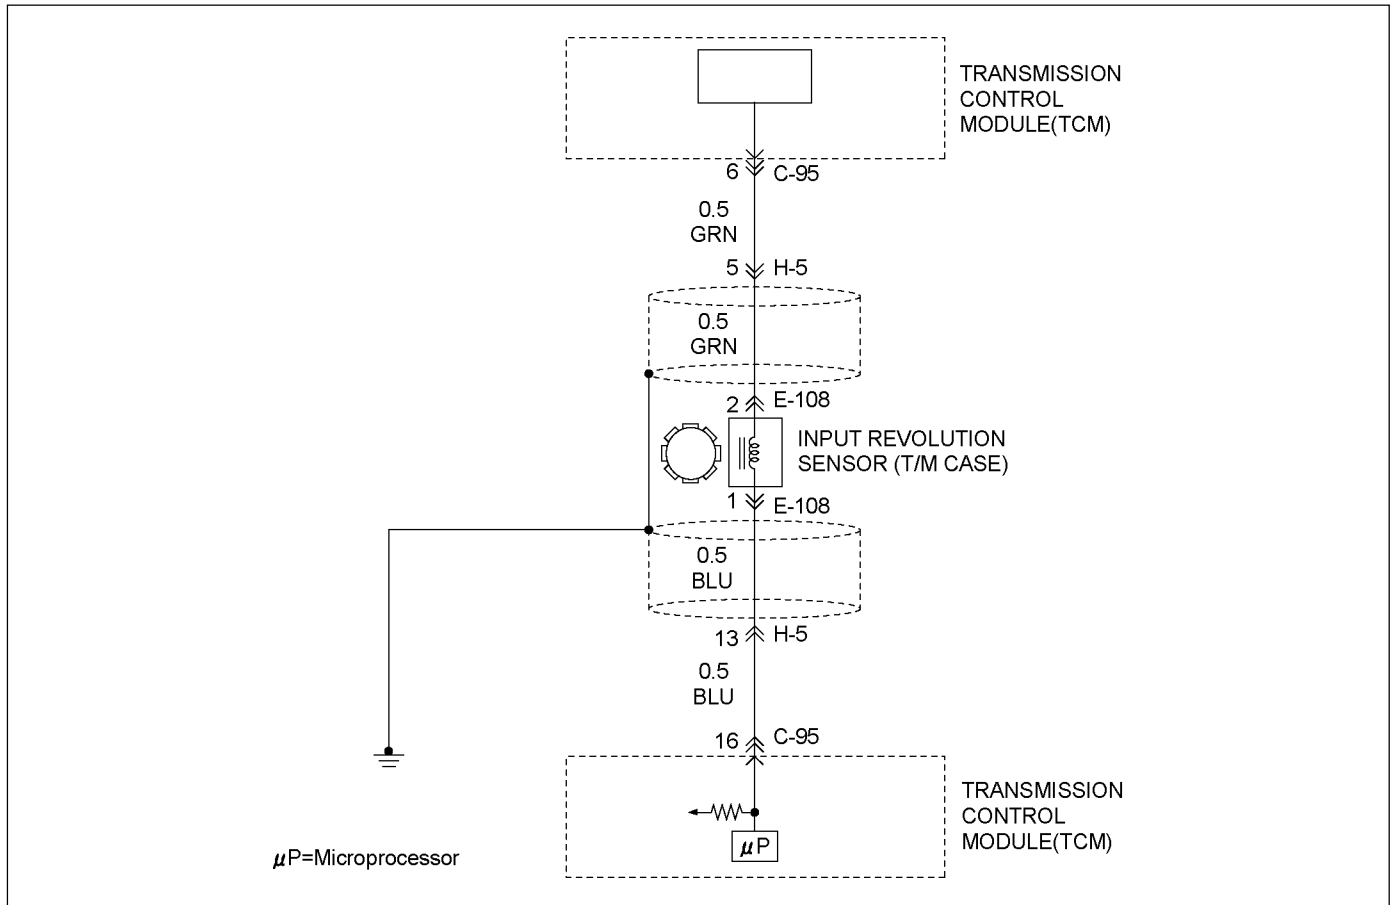 TRANSMISSION
CONTROL
MODULE(TCM)
6 C-95
0.5
GRN
5 H-5
0.5
GRN
2 E-108
INPUT REVOLUTION
SENSOR (T/M CASE)
1 E-108
0.5
BLU
13 H-5
0.5
BLU
16 C-95
TRANSMISSION
CONTROL
MODULE(TCM)
μP
μP=Microprocessor